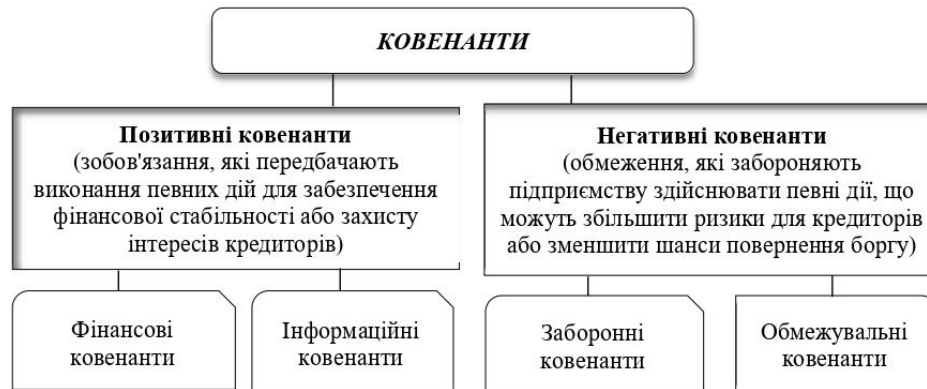 КОВЕНАНТИ
Позитивні ковенанти
(зобов'язання, які передбачають
виконання певних дій для забезпечення
фінансової стабільності або захисту
інтересів кредиторів)
Негативні ковенанти
(обмеження, які забороняють
підприємству здійснювати певні дії, що
можуть збільшити ризики для кредиторів
або зменшити шанси повернення боргу)
Фінансові
ковенанти
Інформаційні
ковенанти
Заборонні
ковенанти
Обмежувальні
ковенанти